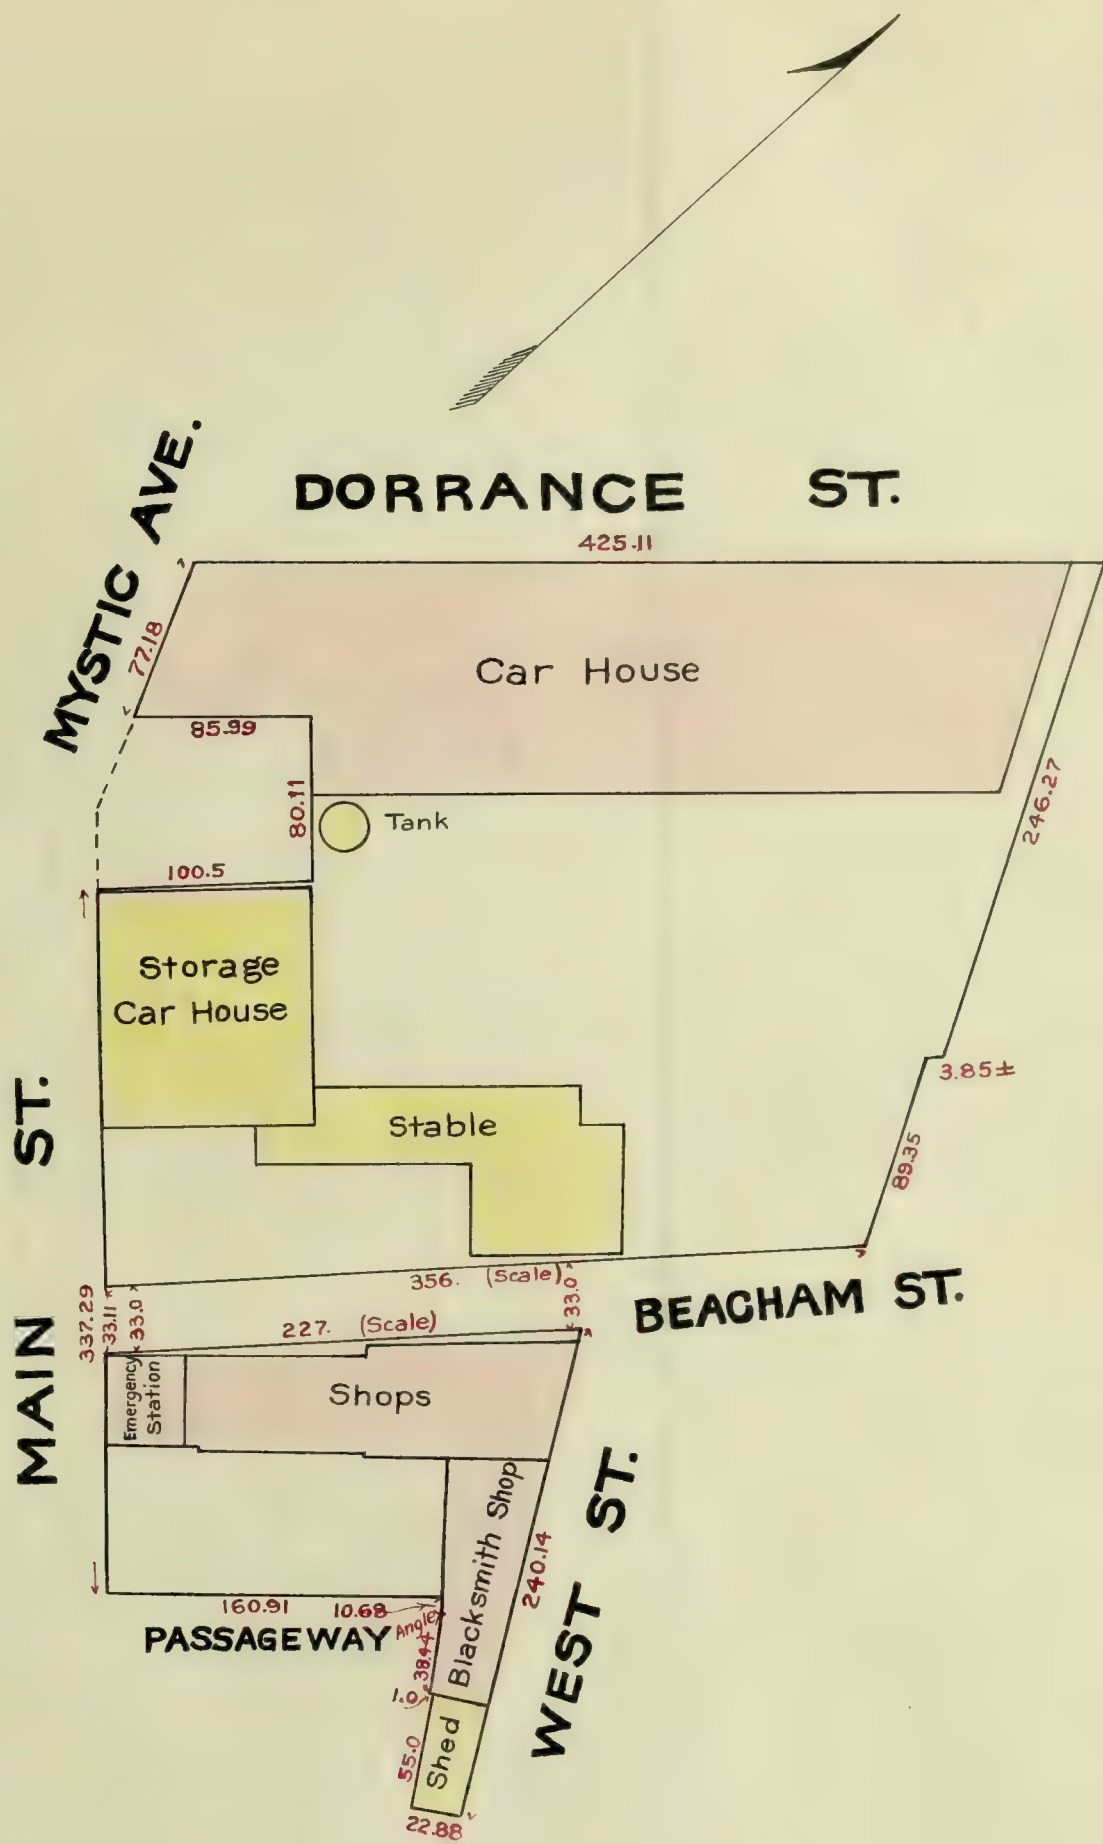 MYSTIC AVE.
DORRANCE ST.
425.11
77.18
Car House
85.99
80.11
Tank
246.27
100.5
Storage
Car House
3.85±
Stable
89.35
MAIN ST.
356. (Scale)
33.0
BEACHAM ST.
337.29
33.11
33.0
227. (Scale)
Emergency
Station
Shops
Blacksmith Shop
240.14
WEST ST.
160.91
10.68
PASSAGEWAY
Angle
38.44
1.0
55.0
Shed
22.88